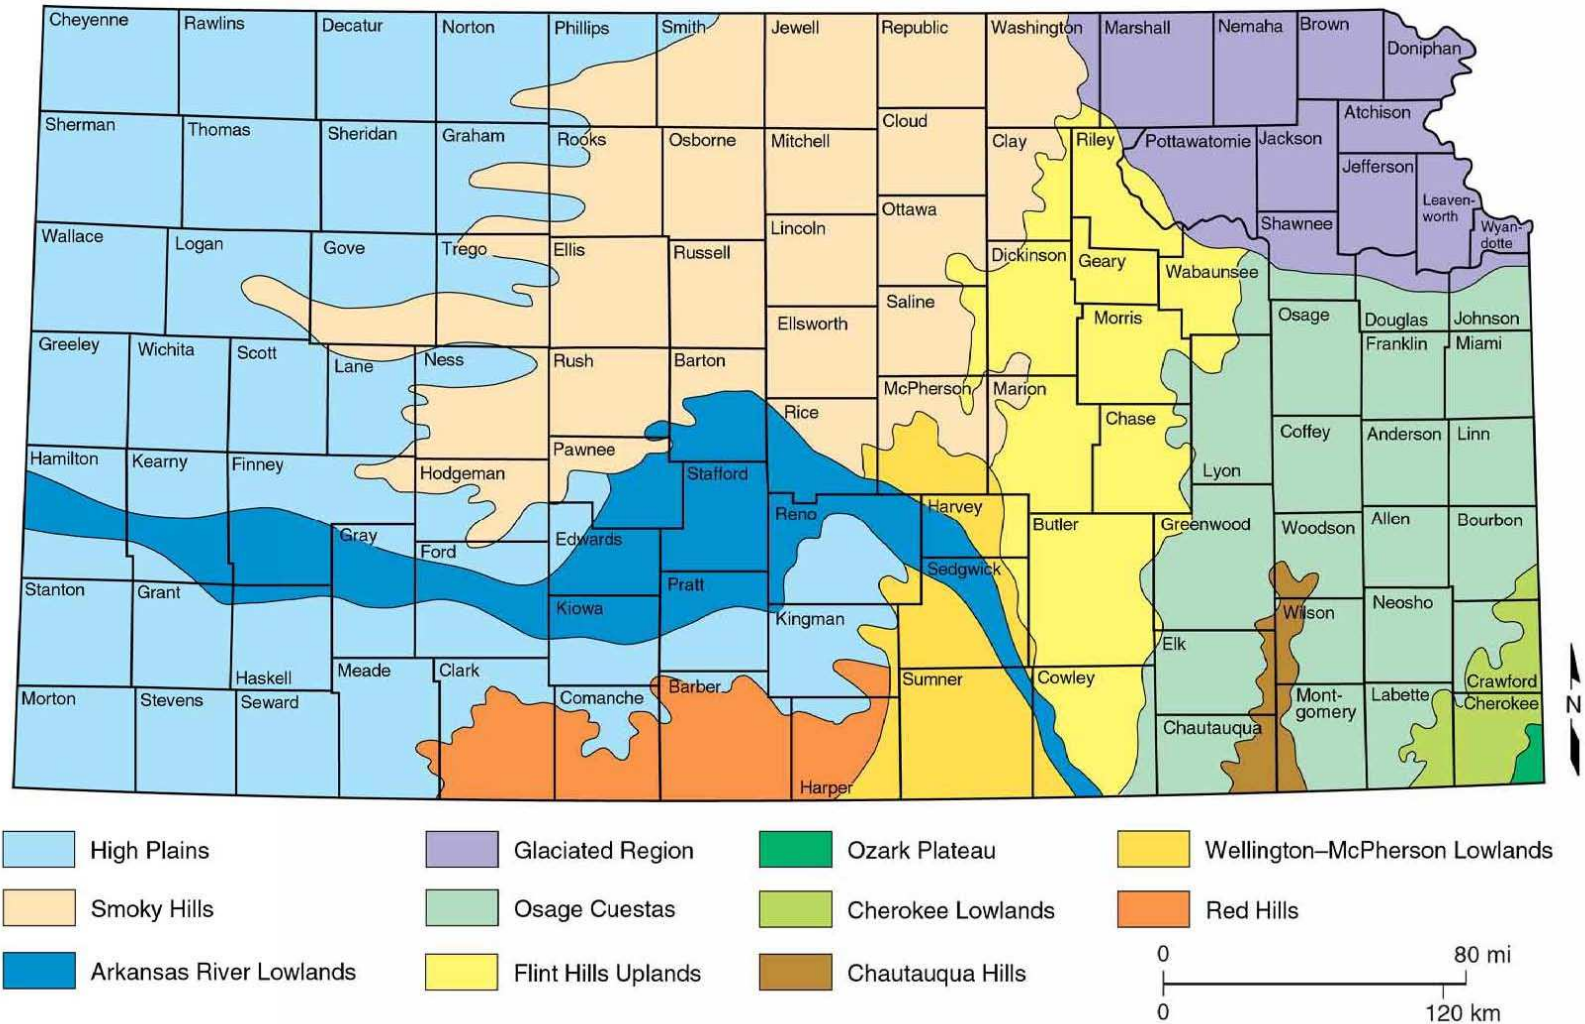 Cheyenne
Rawlins
Decatur
Norton
Phillips
Smith
Jewell
Republic
Washington
Marshall
Nemaha
Brown
Doniphan
Sherman
Thomas
Sheridan
Graham
Rooks
Osborne
Mitchell
Cloud
Clay
Riley
Pottawatomie
Jackson
Atchison
Jefferson
Leaven-
worth
Wyan-
dotte
Wallace
Logan
Gove
Trego
Ellis
Russell
Lincoln
Ottawa
Dickinson
Geary
Wabaunsee
Shawnee
Saline
Ellsworth
Morris
Osage
Douglas
Johnson
Greeley
Wichita
Scott
Lane
Ness
Rush
Barton
Rice
McPherson
Marion
Chase
Lyon
Franklin
Miami
Coffey
Anderson
Linn
Hamilton
Kearny
Finney
Hodgeman
Pawnee
Stafford
Reno
Harvey
Butler
Greenwood
Woodson
Allen
Bourbon
Gray
Ford
Edwards
Sedgwick
Stanton
Grant
Haskell
Kiowa
Pratt
Kingman
Elk
Wilson
Neosho
Crawford
Meade
Clark
Comanche
Barber
Harper
Sumner
Cowley
Chautauqua
Mont-
gomery
Labette
Cherokee
Morton
Stevens
Seward
N
High Plains
Glaciated Region
Ozark Plateau
Wellington–McPherson Lowlands
Smoky Hills
Osage Cuestas
Cherokee Lowlands
Red Hills
Arkansas River Lowlands
Flint Hills Uplands
Chautauqua Hills
0 80 mi
0 120 km